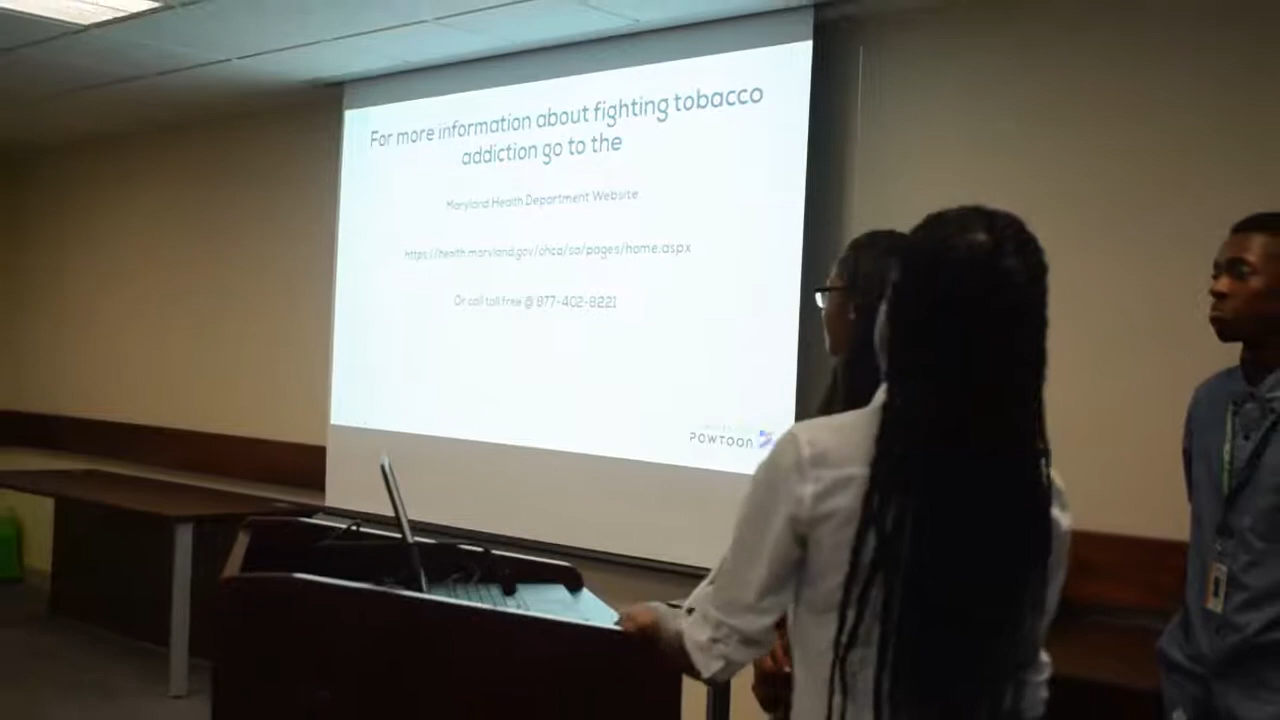 For more information about fighting tobacco
addiction go to the
Maryland Health Department Website
https://health.maryland.gov/ohca/sa/pages/home.aspx
Or call toll free @ 877-402-8221
POWTOON